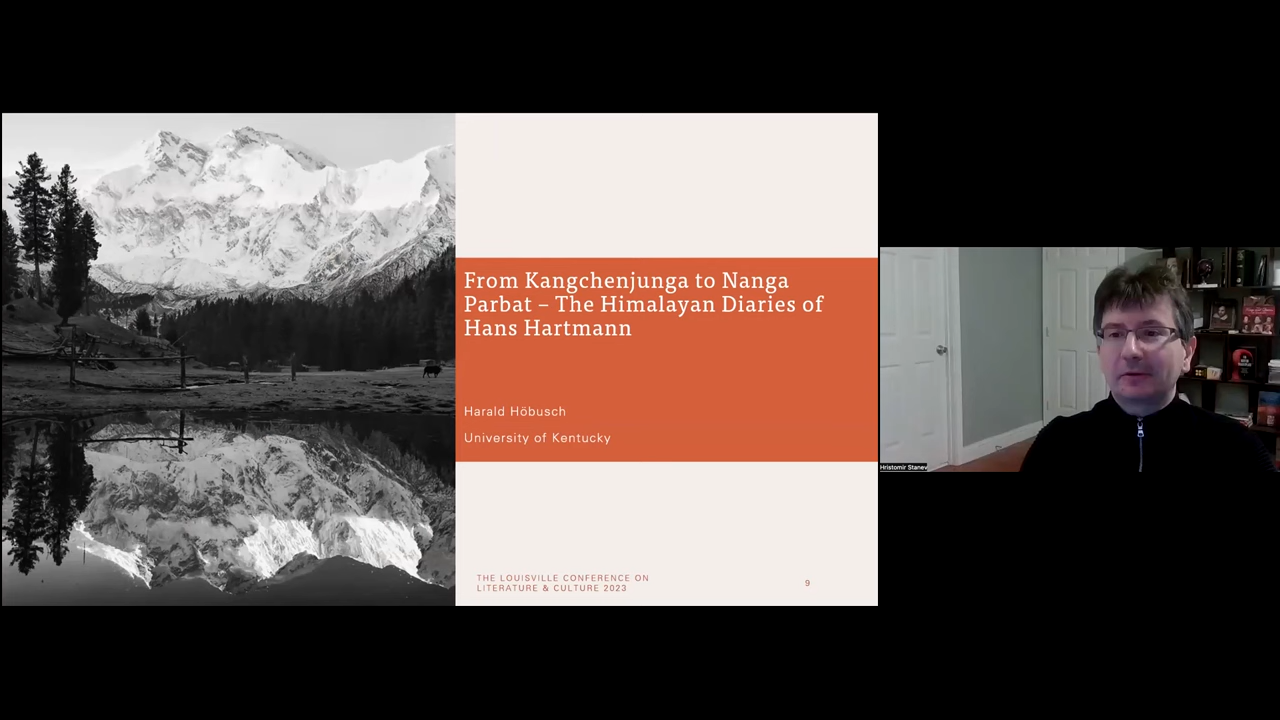 From Kangchenjunga to Nanga
Parbat – The Himalayan Diaries of
Hans Hartmann
Harald Höbusch
University of Kentucky
THE LOUISVILLE CONFERENCE ON
LITERATURE & CULTURE 2023
9
Hristomir Stanev